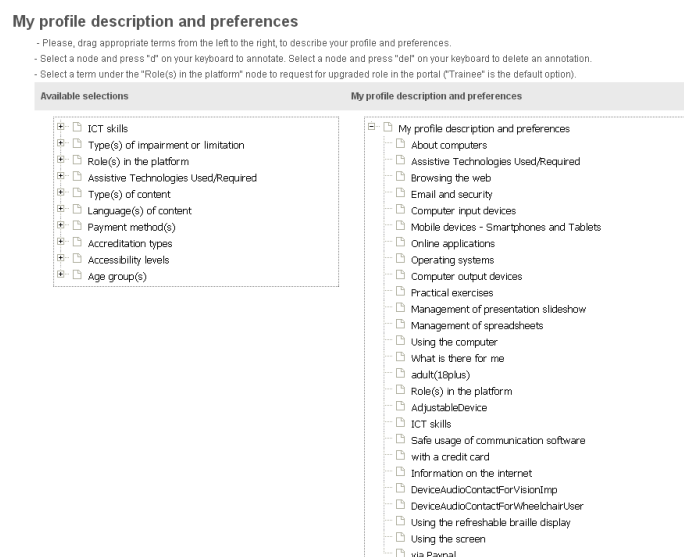 My profile description and preferences
- Please, drag appropriate terms from the left to the right, to describe your profile and preferences.
- Select a node and press "d" on your keyboard to annotate. Select a node and press "del" on your keyboard to delete an annotation.
- Select a term under the "Role(s) in the platform" node to request for upgraded role in the portal ("Trainee" is the default option).
Available selections
ICT skills
Type(s) of impairment or limitation
Role(s) in the platform
Assistive Technologies Used/Required
Type(s) of content
Language(s) of content
Payment method(s)
Accreditation types
Accessibility levels
Age group(s)
My profile description and preferences
My profile description and preferences
About computers
Assistive Technologies Used/Required
Browsing the web
Email and security
Computer input devices
Mobile devices - Smartphones and Tablets
Online applications
Operating systems
Computer output devices
Practical exercises
Management of presentation slideshow
Management of spreadsheets
Using the computer
What is there for me
adult(18plus)
Role(s) in the platform
AdjustableDevice
ICT skills
Safe usage of communication software
with a credit card
Information on the internet
DeviceAudioContactForVisionImp
DeviceAudioContactForWheelchairUser
Using the refreshable braille display
Using the screen
via Paypal